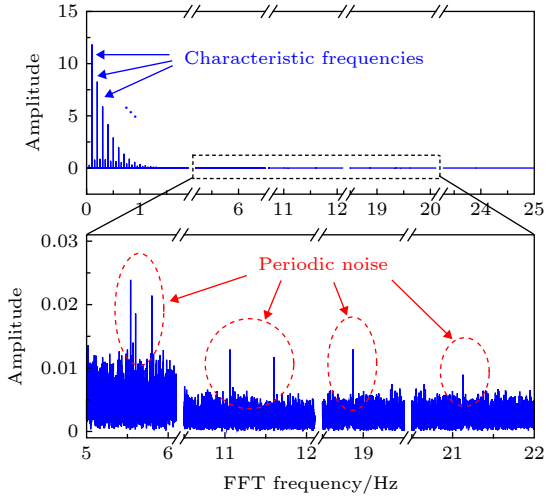 15
10
5
0
Amplitude
Characteristic frequencies
0 1 6 11 12 19 20 24 25
0.03
0.02
0.01
0
Amplitude
Periodic noise
5 6 11 12 19 21 22
FFT frequency/Hz